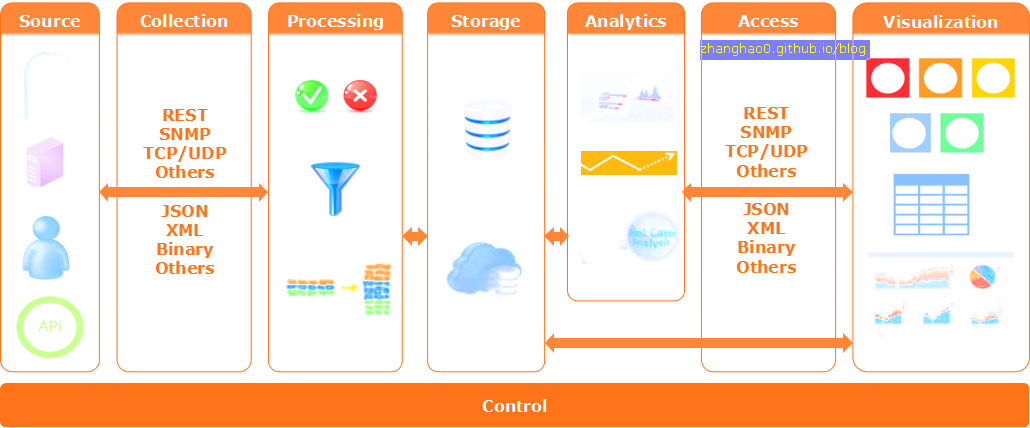 Source
Collection
Processing
Storage
Analytics
Access
Visualization
zhanghao0.github.io/blog
REST
SNMP
TCP/UDP
Others
JSON
XML
Binary
Others
REST
SNMP
TCP/UDP
Others
JSON
XML
Binary
Others
Cause
Analysis
API
Control